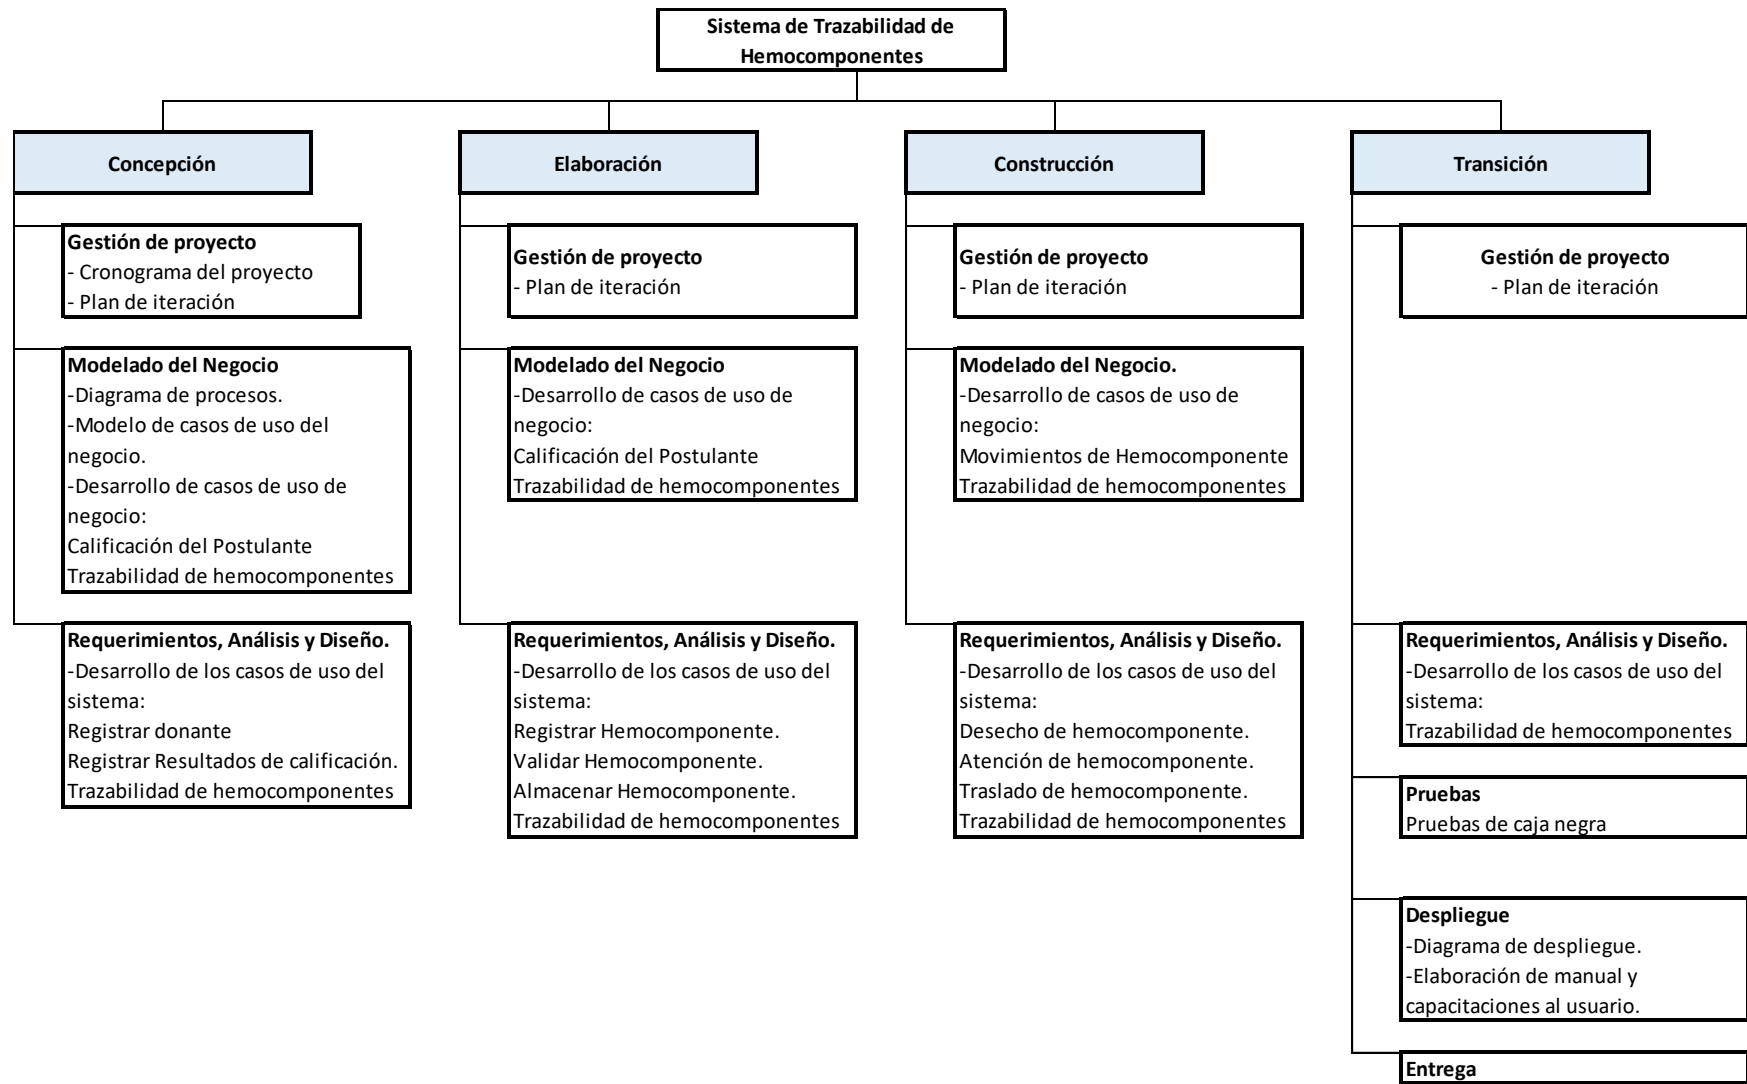 Sistema de Trazabilidad de
Hemocomponentes
Concepción
Elaboración
Construcción
Transición
Gestión de proyecto
- Cronograma del proyecto
- Plan de iteración
Gestión de proyecto
- Plan de iteración
Gestión de proyecto
- Plan de iteración
Gestión de proyecto
- Plan de iteración
Modelado del Negocio
-Diagrama de procesos.
-Modelo de casos de uso del
negocio.
-Desarrollo de casos de uso de
negocio:
Calificación del Postulante
Trazabilidad de hemocomponentes
Modelado del Negocio
-Desarrollo de casos de uso de
negocio:
Calificación del Postulante
Trazabilidad de hemocomponentes
Modelado del Negocio.
-Desarrollo de casos de uso de
negocio:
Movimientos de Hemocomponente
Trazabilidad de hemocomponentes
Requerimientos, Análisis y Diseño.
-Desarrollo de los casos de uso del
sistema:
Registrar donante
Registrar Resultados de calificación.
Trazabilidad de hemocomponentes
Requerimientos, Análisis y Diseño.
-Desarrollo de los casos de uso del
sistema:
Registrar Hemocomponente.
Validar Hemocomponente.
Almacenar Hemocomponente.
Trazabilidad de hemocomponentes
Requerimientos, Análisis y Diseño.
-Desarrollo de los casos de uso del
sistema:
Desecho de hemocomponente.
Atención de hemocomponente.
Traslado de hemocomponente.
Trazabilidad de hemocomponentes
Requerimientos, Análisis y Diseño.
-Desarrollo de los casos de uso del
sistema:
Trazabilidad de hemocomponentes
Pruebas
Pruebas de caja negra
Despliegue
-Diagrama de despliegue.
-Elaboración de manual y
capacitaciones al usuario.
Entrega